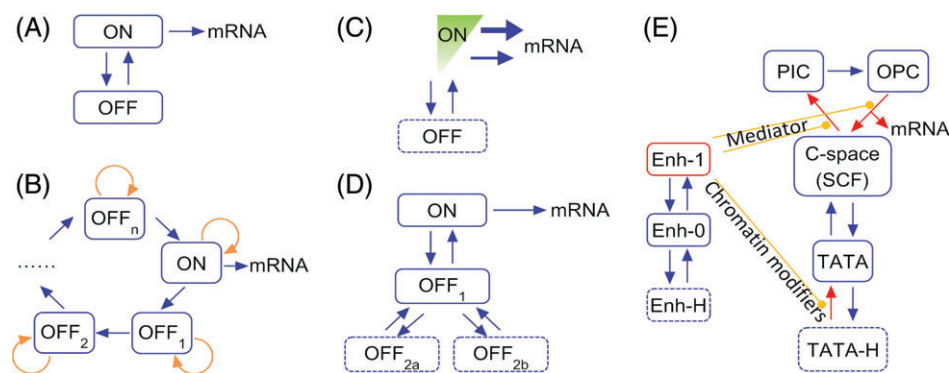 (A)
ON
mRNA
OFF
(B)
OFFn
ON
mRNA
OFF1
OFF2
......
(C)
ON
mRNA
OFF
(D)
ON
mRNA
OFF1
OFF2a
OFF2b
(E)
PIC
OPC
mRNA
Mediator
C-space
(SCF)
Enh-1
Enh-0
Enh-H
Chromatin modifiers
TATA
TATA-H